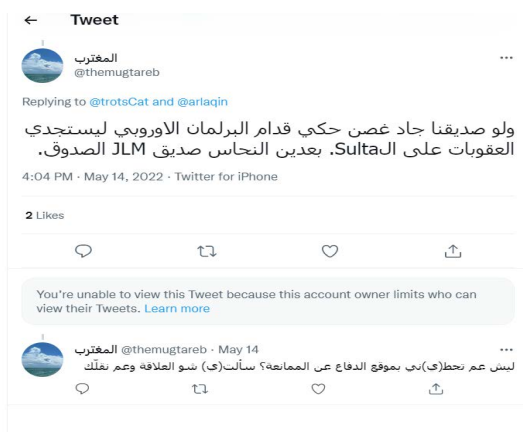 ← Tweet
المغترب
@themugtareb
Replying to @trotsCat and @arlaqin
ولو صديقنا جاد غصن حكي قدام البرلمان الاوروبي ليستجدي
العقوبات على الSulta. بعدين النحاس صديق JLM الصدوق.
4:04 PM · May 14, 2022 · Twitter for iPhone
2 Likes
You're unable to view this Tweet because this account owner limits who can
view their Tweets. Learn more
المغترب @themugtareb · May 14
ليش عم تحط(ي)ني بموقع الدفاع عن الممانعة؟ سألت(ي) شو العلاقة وعم نقلّك